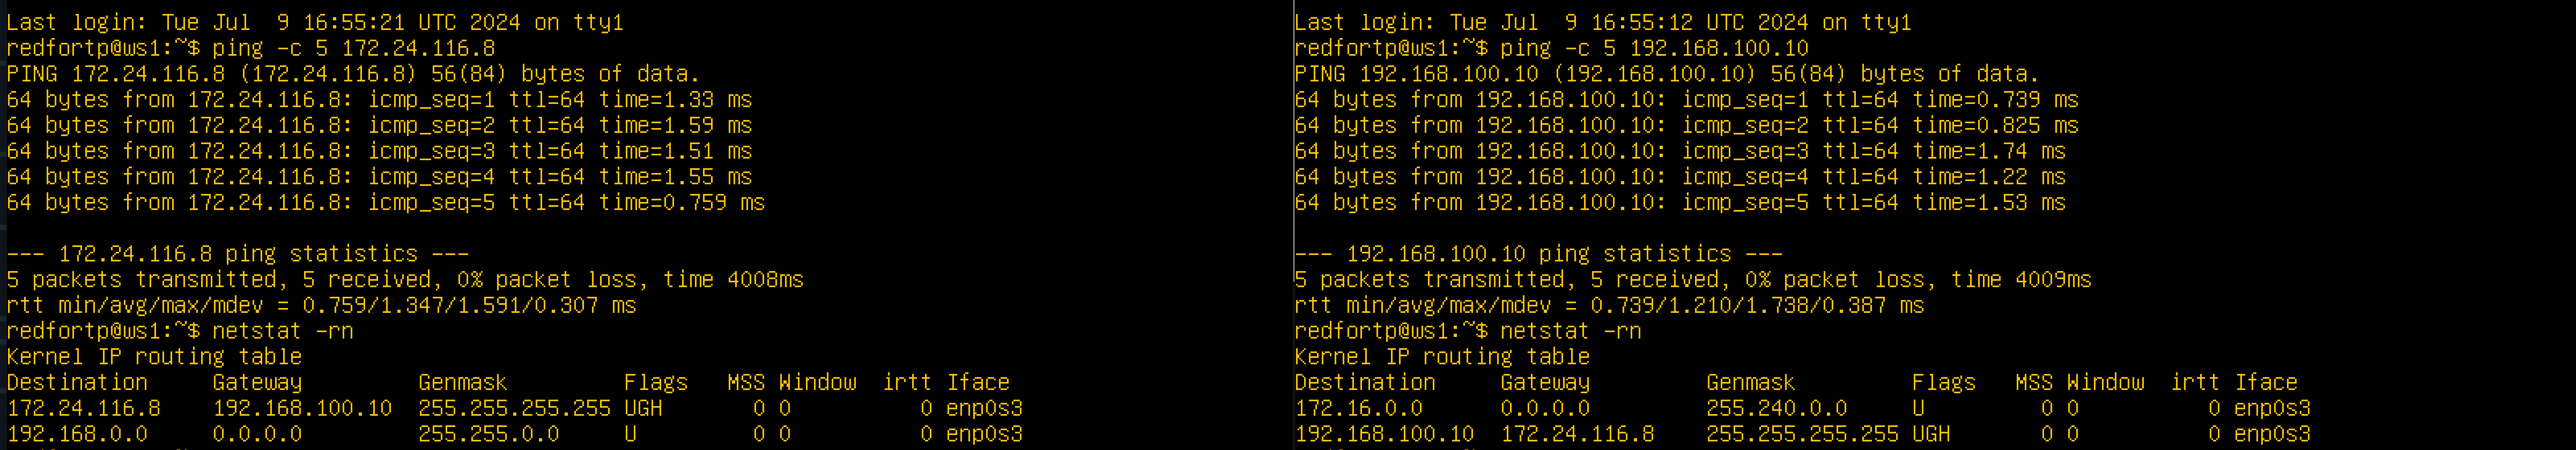 Last login: Tue Jul  9 16:55:21 UTC 2024 on tty1
redfortp@ws1:~$ ping -c 5 172.24.116.8
PING 172.24.116.8 (172.24.116.8) 56(84) bytes of data.
64 bytes from 172.24.116.8: icmp_seq=1 ttl=64 time=1.33 ms
64 bytes from 172.24.116.8: icmp_seq=2 ttl=64 time=1.59 ms
64 bytes from 172.24.116.8: icmp_seq=3 ttl=64 time=1.51 ms
64 bytes from 172.24.116.8: icmp_seq=4 ttl=64 time=1.55 ms
64 bytes from 172.24.116.8: icmp_seq=5 ttl=64 time=0.759 ms
--- 172.24.116.8 ping statistics ---
5 packets transmitted, 5 received, 0% packet loss, time 4008ms
rtt min/avg/max/mdev = 0.759/1.347/1.591/0.307 ms
redfortp@ws1:~$ netstat -rn
Kernel IP routing table
Destination     Gateway         Genmask         Flags   MSS Window  irtt Iface
172.24.116.8    192.168.100.10  255.255.255.255 UGH       0 0          0 enp0s3
192.168.0.0     0.0.0.0         255.255.0.0     U         0 0          0 enp0s3
Last login: Tue Jul  9 16:55:12 UTC 2024 on tty1
redfortp@ws1:~$ ping -c 5 192.168.100.10
PING 192.168.100.10 (192.168.100.10) 56(84) bytes of data.
64 bytes from 192.168.100.10: icmp_seq=1 ttl=64 time=0.739 ms
64 bytes from 192.168.100.10: icmp_seq=2 ttl=64 time=0.825 ms
64 bytes from 192.168.100.10: icmp_seq=3 ttl=64 time=1.74 ms
64 bytes from 192.168.100.10: icmp_seq=4 ttl=64 time=1.22 ms
64 bytes from 192.168.100.10: icmp_seq=5 ttl=64 time=1.53 ms
--- 192.168.100.10 ping statistics ---
5 packets transmitted, 5 received, 0% packet loss, time 4009ms
rtt min/avg/max/mdev = 0.739/1.210/1.738/0.387 ms
redfortp@ws1:~$ netstat -rn
Kernel IP routing table
Destination     Gateway         Genmask         Flags   MSS Window  irtt Iface
172.16.0.0      0.0.0.0         255.240.0.0     U         0 0          0 enp0s3
192.168.100.10  172.24.116.8    255.255.255.255 UGH       0 0          0 enp0s3